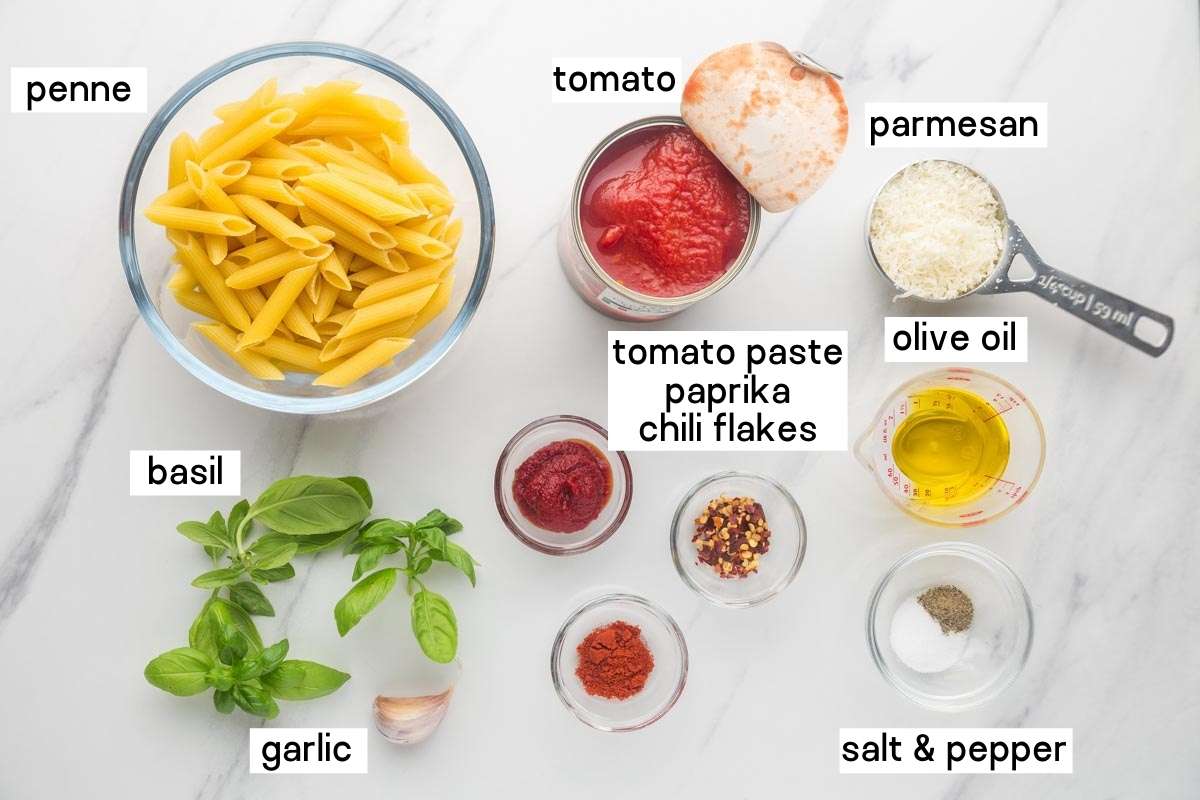 penne
tomato
parmesan
1/4 cup | 59 ml
olive oil
tomato paste
paprika
chili flakes
basil
garlic
salt & pepper